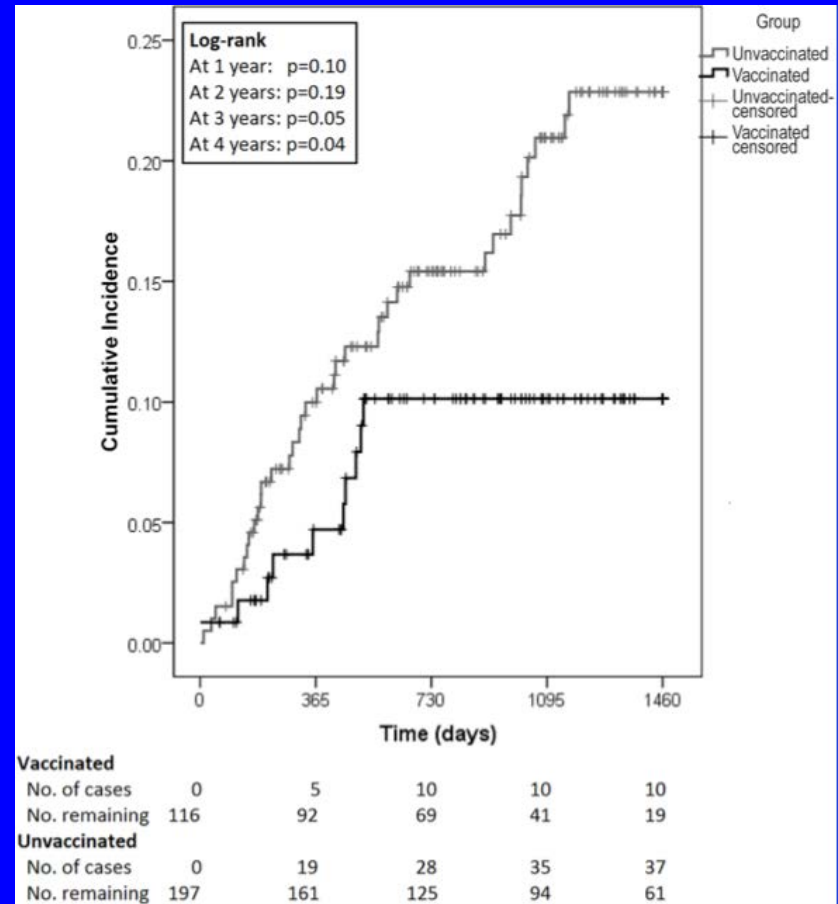 Log-rank
At 1 year: p=0.10
At 2 years: p=0.19
At 3 years: p=0.05
At 4 years: p=0.04
Group
Unvaccinated
Vaccinated
Unvaccinated-
censored
Vaccinated
censored
Cumulative Incidence
0.25
0.20
0.15
0.10
0.05
0.00
0 365 730 1095 1460
Time (days)
Vaccinated
No. of cases 0 5 10 10 10
No. remaining 116 92 69 41 19
Unvaccinated
No. of cases 0 19 28 35 37
No. remaining 197 161 125 94 61